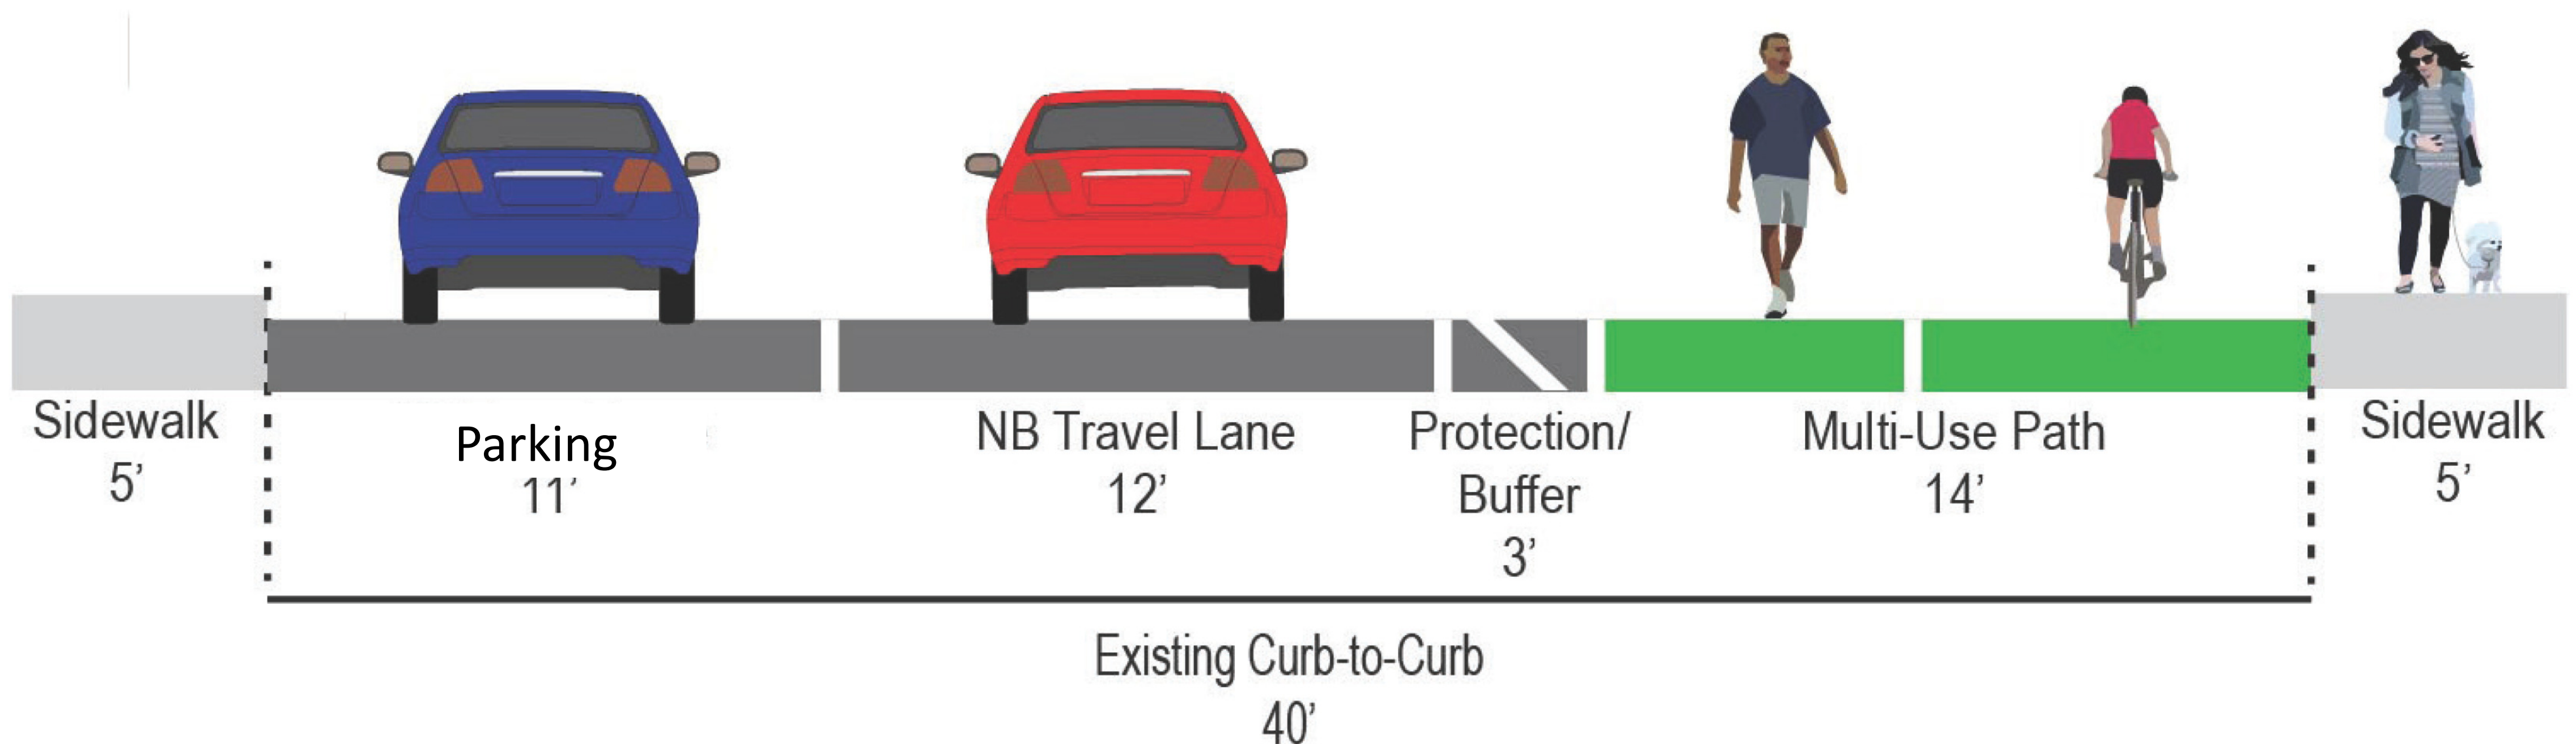 Sidewalk
5’
Parking
11’
NB Travel Lane
12’
Protection/
Buffer
3’
Multi-Use Path
14’
Sidewalk
5’
Existing Curb-to-Curb
40’